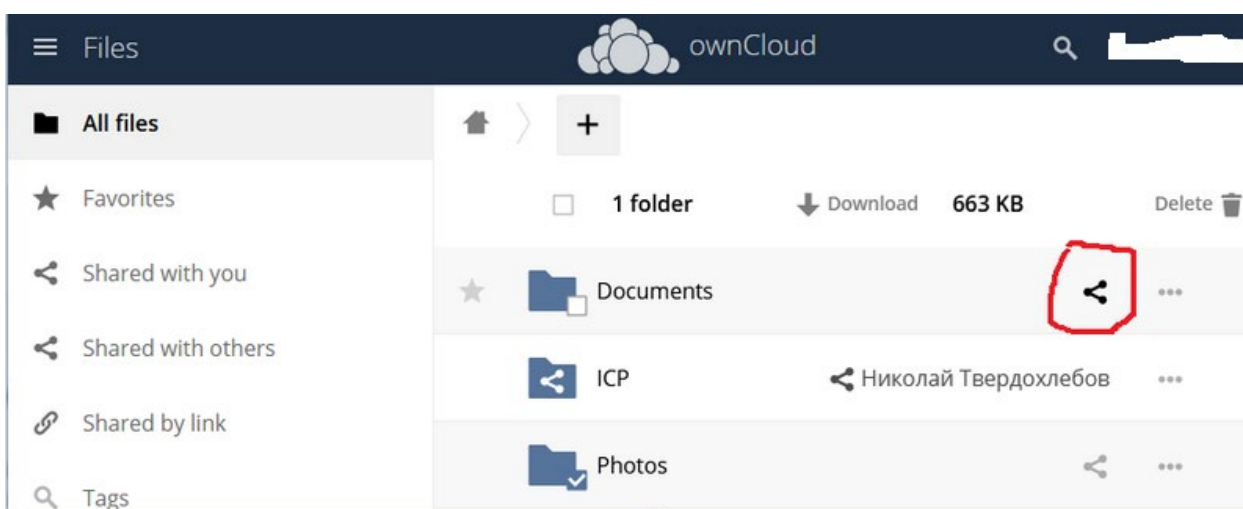 Files
ownCloud
All files
+
Favorites
1 folder
Download
663 KB
Delete
Shared with you
Documents
Shared with others
ICP
Николай Твердохлебов
Shared by link
Photos
Tags